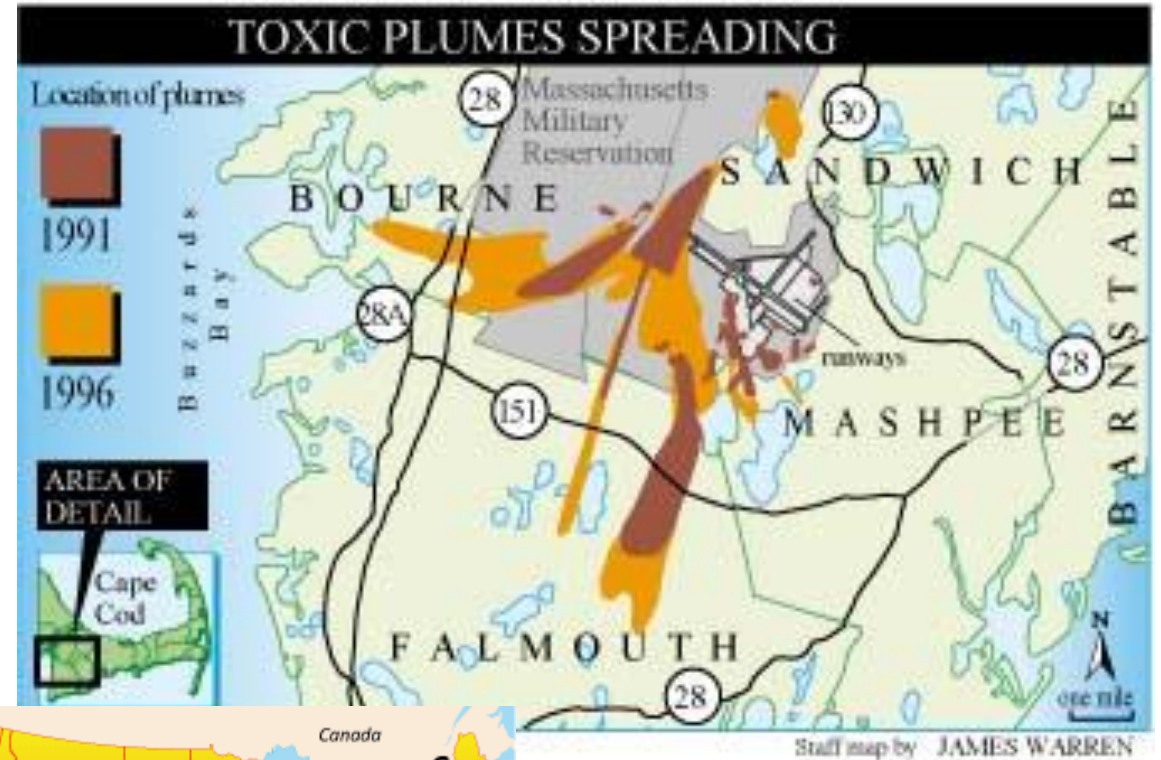 TOXIC PLUMES SPREADING
Location of plumes
1991
1996
Buzzards
Bay
AREA OF
DETAIL
Cape
Cod
28
Massachusetts
Military
Reservation
130
SANDWICH
BOURNE
BARNSTABLE
28A
runways
28
151
MASHPEE
FALMOUTH
28
N
one mile
Staff map by JAMES WARREN
Canada